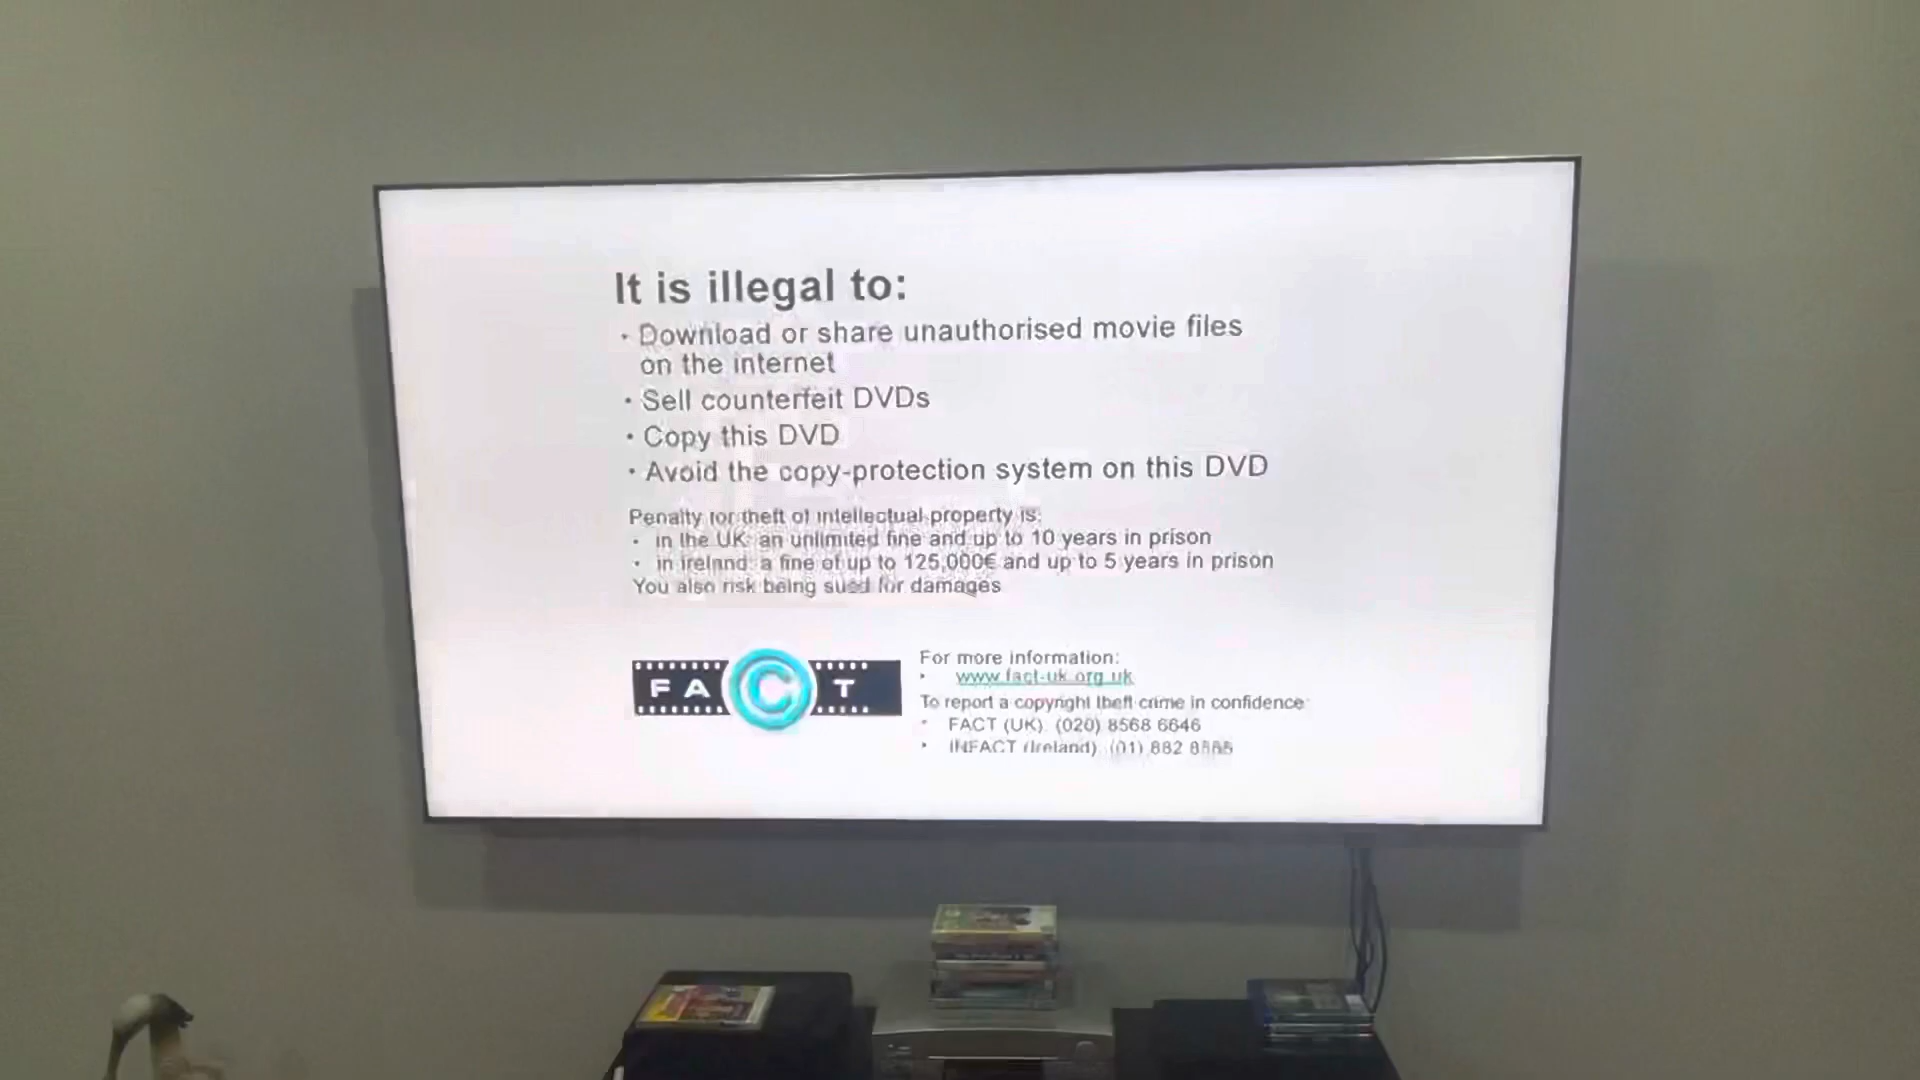 It is illegal to:
· Download or share unauthorised movie files
on the internet
· Sell counterfeit DVDs
· Copy this DVD
· Avoid the copy-protection system on this DVD
Penalty for theft of intellectual property is:
· in the UK: an unlimited fine and up to 10 years in prison
· in Ireland: a fine of up to 125,000€ and up to 5 years in prison
You also risk being sued for damages
FACT
For more information:
· www.fact-uk.org.uk
To report a copyright theft crime in confidence:
· FACT (UK): (020) 8568 6646
· INFACT (Ireland): (01) 882